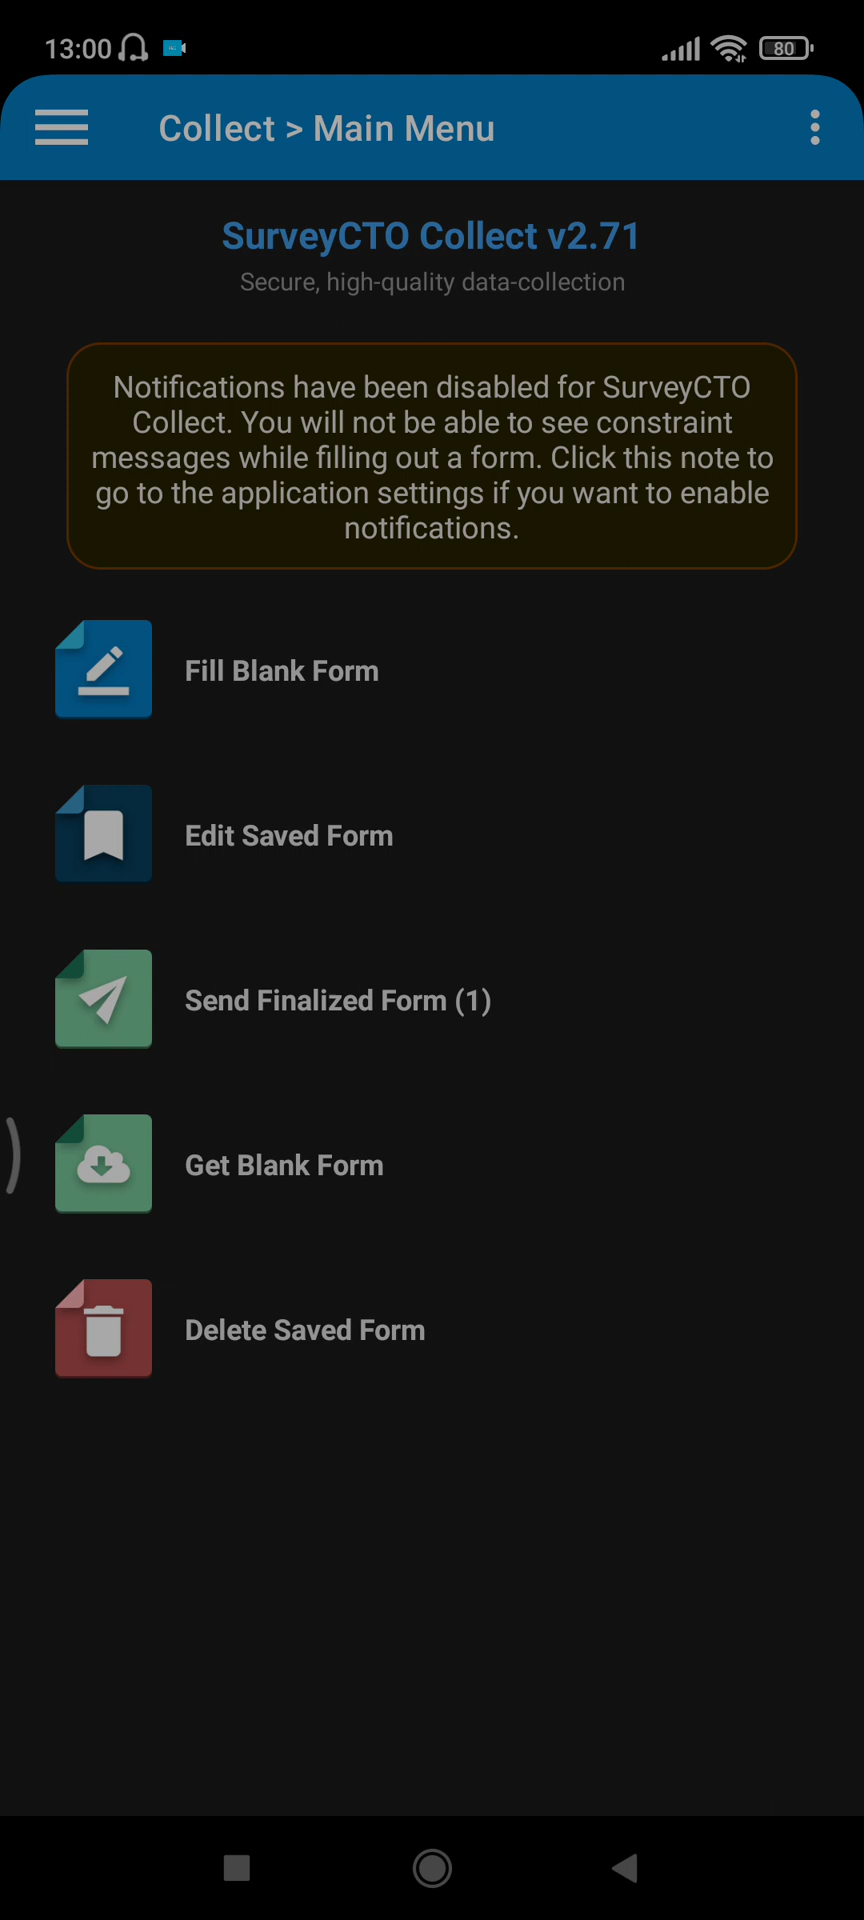 13:00
80
Collect > Main Menu
SurveyCTO Collect v2.71
Secure, high-quality data-collection
Notifications have been disabled for SurveyCTO
Collect. You will not be able to see constraint
messages while filling out a form. Click this note to
go to the application settings if you want to enable
notifications.
Fill Blank Form
Edit Saved Form
Send Finalized Form (1)
Get Blank Form
Delete Saved Form